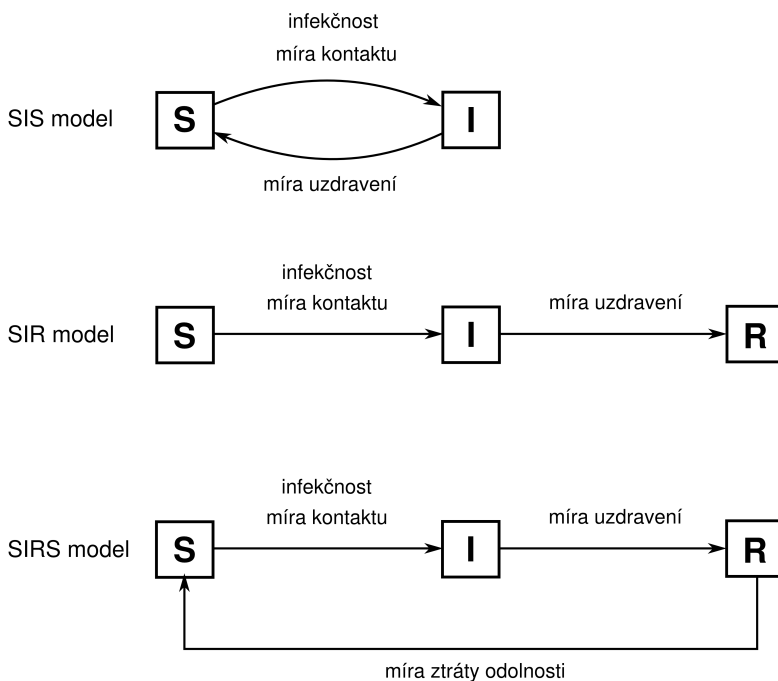 infekčnost
míra kontaktu
SIS model
S
I
míra uzdravení
infekčnost
míra kontaktu
míra uzdravení
SIR model
S
I
R
infekčnost
míra kontaktu
míra uzdravení
SIRS model
S
I
R
míra ztráty odolnosti